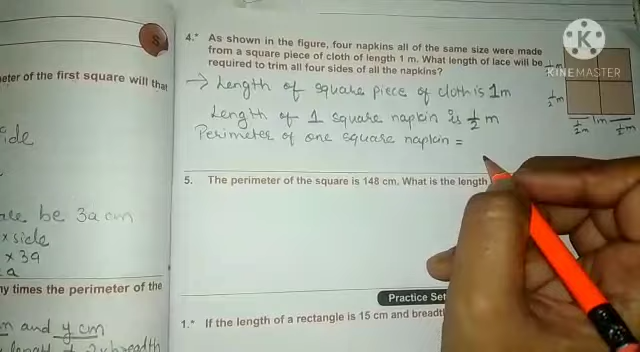 S
eter of the first square will that
ide
are be 3a cm
x side
x 3a
a
ny times the perimeter of the
m and y cm
length + 2 x breadth
4.* As shown in the figure, four napkins all of the same size were made
from a square piece of cloth of length 1 m. What length of lace will be
required to trim all four sides of all the napkins?
→ Length of square piece of cloth is 1m
Length of 1 square napkin is 1/2 m
Perimeter of one square napkin =
5. The perimeter of the square is 148 cm. What is the length
Practice Set
1.* If the length of a rectangle is 15 cm and breadt
K
KINEMASTER
1/2 m
1/2 m
1/2 m 1m 1/2 m